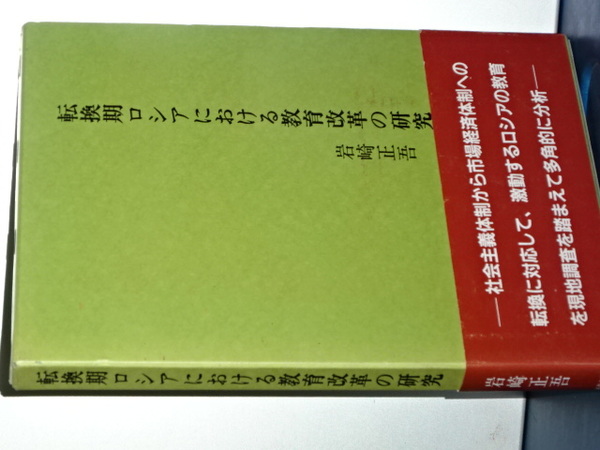 転換期ロシアにおける教育改革の研究
岩崎正吾
―社会主義体制から市場経済体制への
転換に対応して、激動するロシアの教育
を現地調査を踏まえて多角的に分析―
転換期ロシアにおける教育改革の研究
岩崎正吾